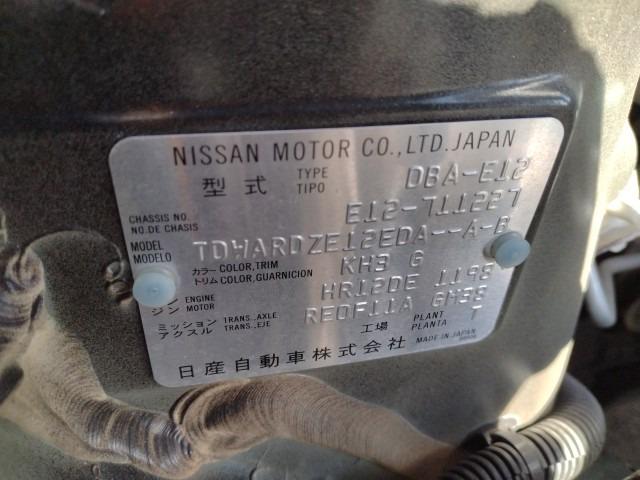 NISSAN MOTOR CO.,LTD.JAPAN
型式 TYPE TIPO DBA-E12
CHASSIS NO. NO.DE CHASIS E12-711227
MODEL MODELO TDWARDZE12EDA--A-B
カラー COLOR,TRIM トリム COLOR,GUARNICION KH3 G
ジン ENGINE ジン MOTOR HR12DE 1198
ミッション TRANS.,AXLE アクスル TRANS.,EJE RE0F11A GM33
工場 PLANT PLANTA T
日産自動車株式会社 MADE IN JAPAN